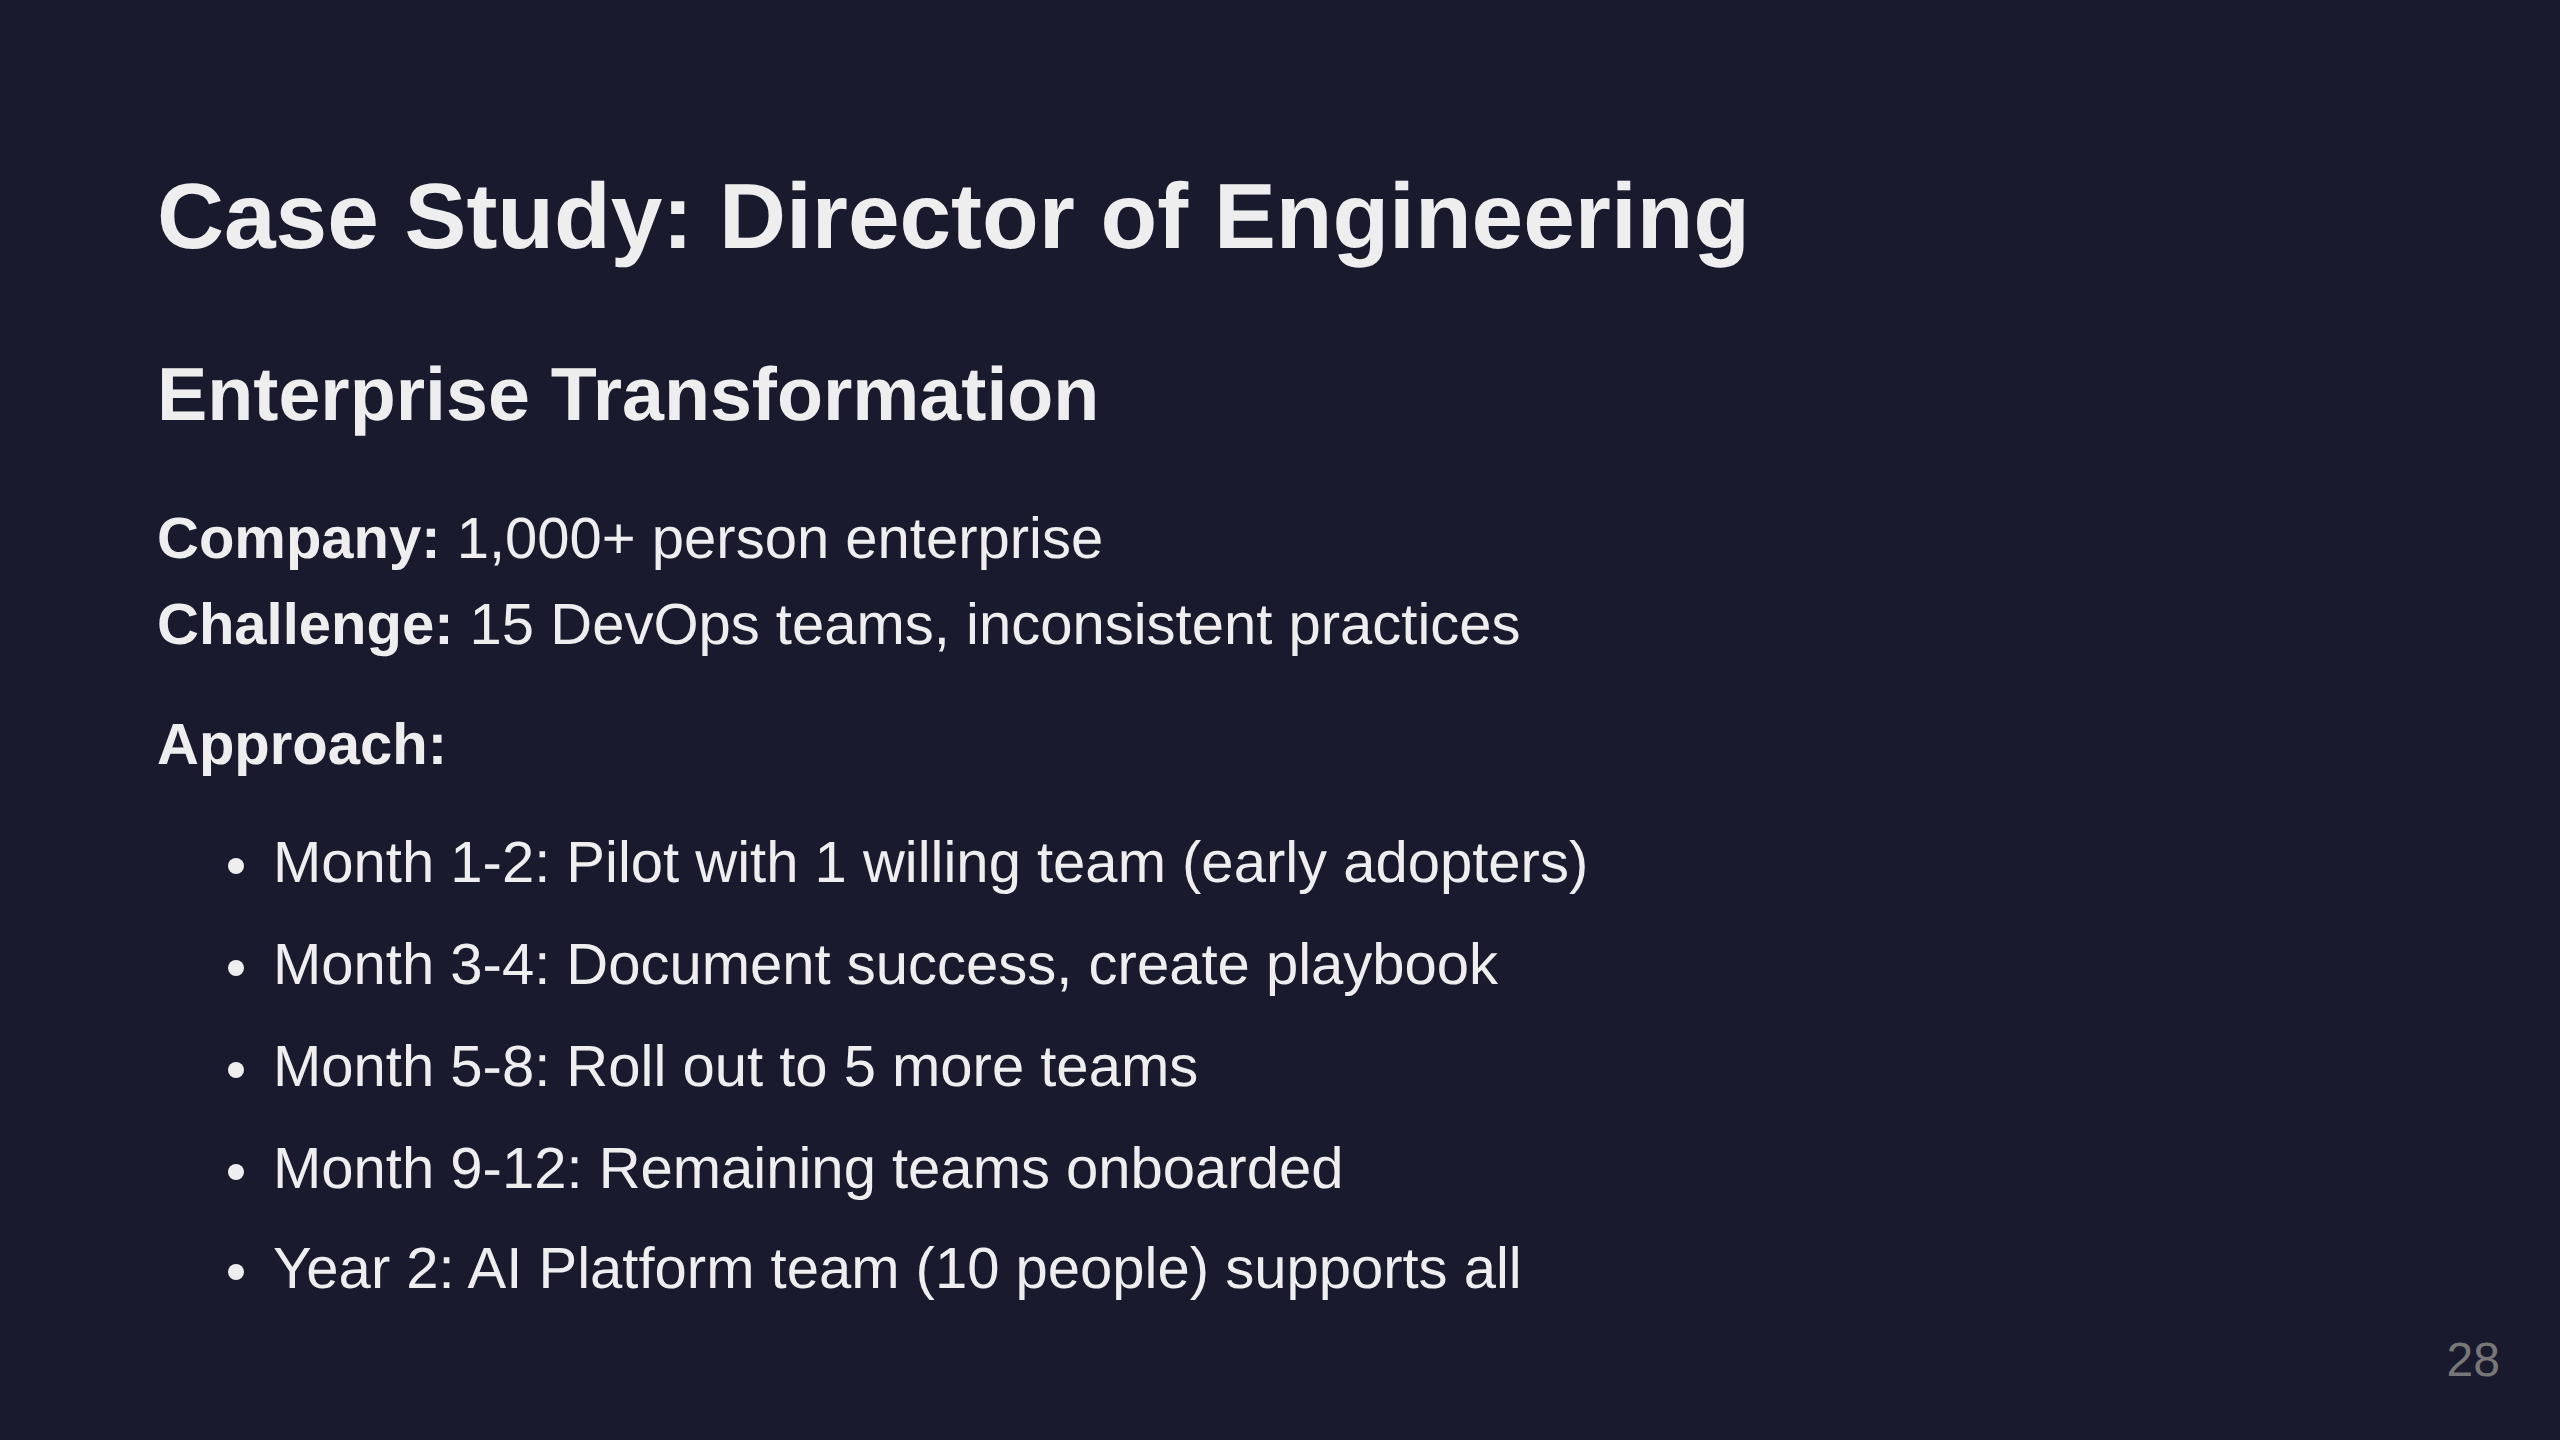 Case Study: Director of Engineering
Enterprise Transformation
Company: 1,000+ person enterprise
Challenge: 15 DevOps teams, inconsistent practices
Approach:
• Month 1-2: Pilot with 1 willing team (early adopters)
• Month 3-4: Document success, create playbook
• Month 5-8: Roll out to 5 more teams
• Month 9-12: Remaining teams onboarded
• Year 2: AI Platform team (10 people) supports all
28